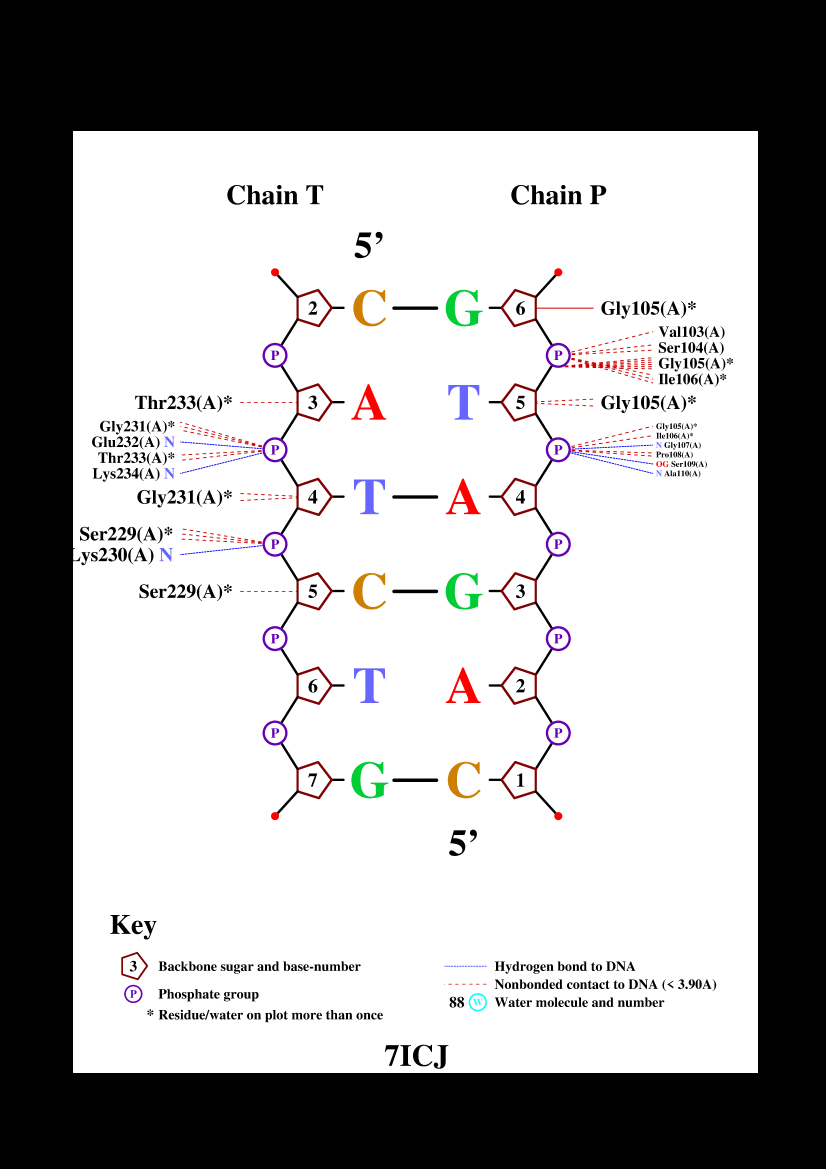 Chain T Chain P
5’
2 C G 6 Gly105(A)*
P P Val103(A)
Ser104(A)
Gly105(A)*
Ile106(A)*
Thr233(A)* 3 A T 5 Gly105(A)*
Gly231(A)* Gly105(A)*
Glu232(A) N Ile106(A)*
P P N Gly107(A)
Thr233(A)* Pro108(A)
Lys234(A) N OG Ser109(A)
N Ala110(A)
Gly231(A)* 4 T A 4
Ser229(A)* P P
Lys230(A) N
Ser229(A)* 5 C G 3
P P
6 T A 2
P P
7 G C 1
5’
Key
3 Backbone sugar and base-number
P Phosphate group
* Residue/water on plot more than once
Hydrogen bond to DNA
Nonbonded contact to DNA (< 3.90A)
88 W Water molecule and number
7ICJ